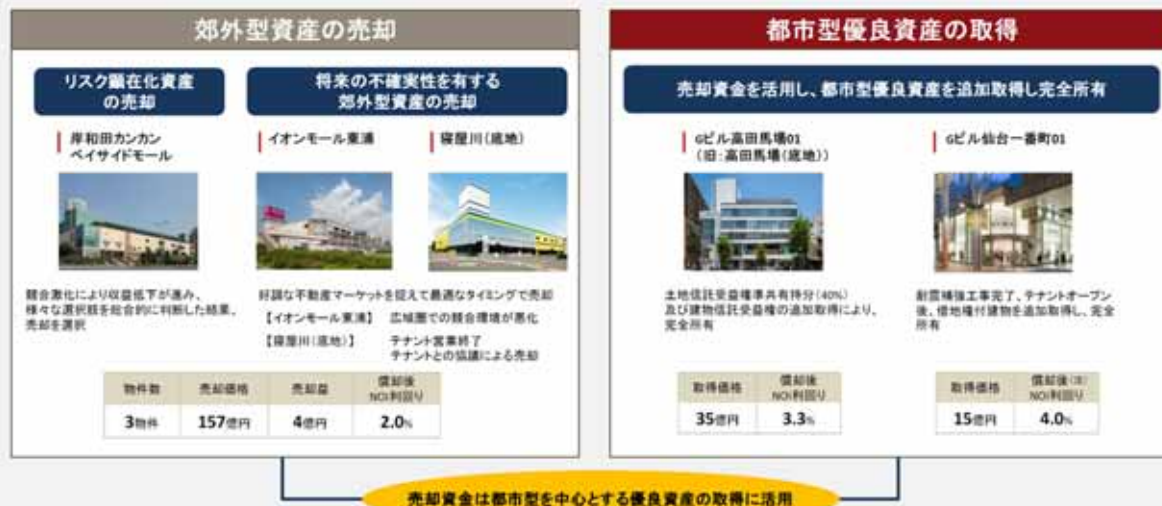 郊外型資産の売却
リスク顕在化資産
の売却
将来の不確実性を有する
郊外型資産の売却
岸和田カンカン
ベイサイドモール
イオンモール東浦
寝屋川(底地)
競合激化により収益低下が進み、
様々な選択肢を総合的に判断した結果、
売却を選択
好調な不動産マーケットを捉えて最適なタイミングで売却
【イオンモール東浦】 広域圏での競合環境が悪化
【寝屋川(底地)】 テナント営業終了
テナントとの協議による売却
物件数 売却価格 売却益 償却後
NOI利回り
3物件 157億円 4億円 2.0%
都市型優良資産の取得
売却資金を活用し、都市型優良資産を追加取得し完全所有
Gビル高田馬場01
(旧:高田馬場(底地))
Gビル仙台一番町01
土地信託受益権準共有持分(40%)
及び建物信託受益権の追加取得により、
完全所有
耐震補強工事完了、テナントオープン
後、借地権付建物を追加取得し、完全
所有
取得価格 償却後
NOI利回り
35億円 3.3%
取得価格 償却後(注)
NOI利回り
15億円 4.0%
売却資金は都市型を中心とする優良資産の取得に活用